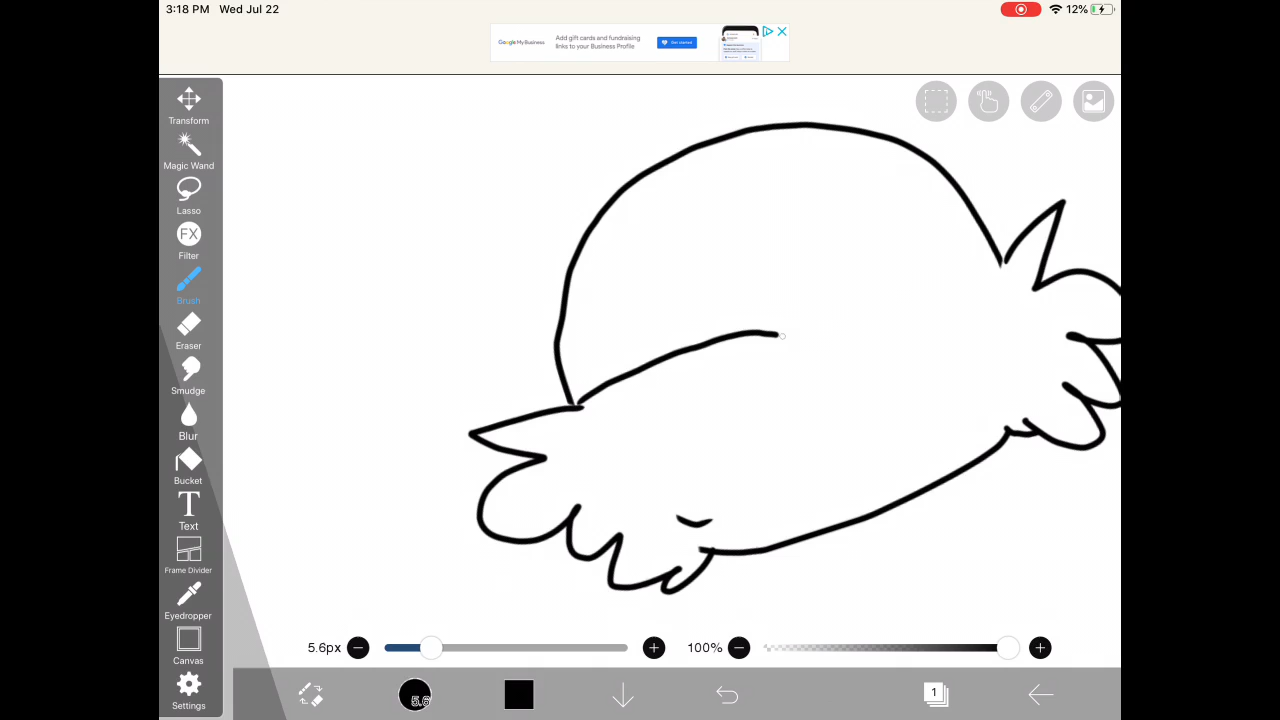 3:18 PM Wed Jul 22
12%
Google My Business
Add gift cards and fundraising
links to your Business Profile
Get started
Transform
Magic Wand
Lasso
FX
Filter
Brush
Eraser
Smudge
Blur
Bucket
T
Text
Frame Divider
Eyedropper
Canvas
Settings
5.6px
100%
5.6
1